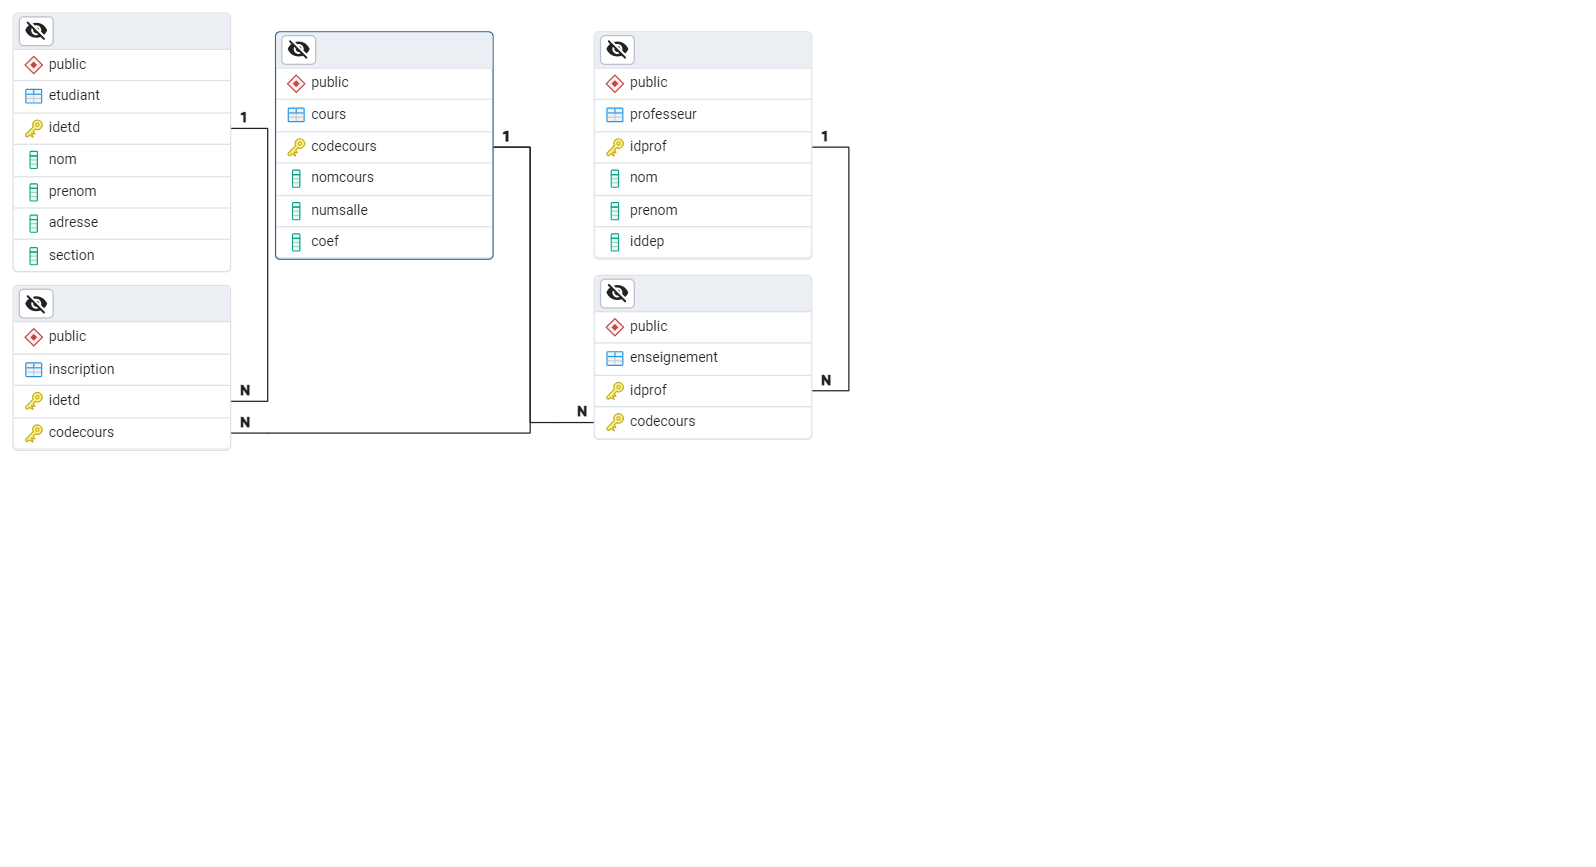 public
etudiant
idetd
nom
prenom
adresse
section
1
public
inscription
idetd
codecours
N
N
public
cours
codecours
nomcours
numsalle
coef
1
public
professeur
idprof
nom
prenom
iddep
1
public
enseignement
idprof
codecours
N
N